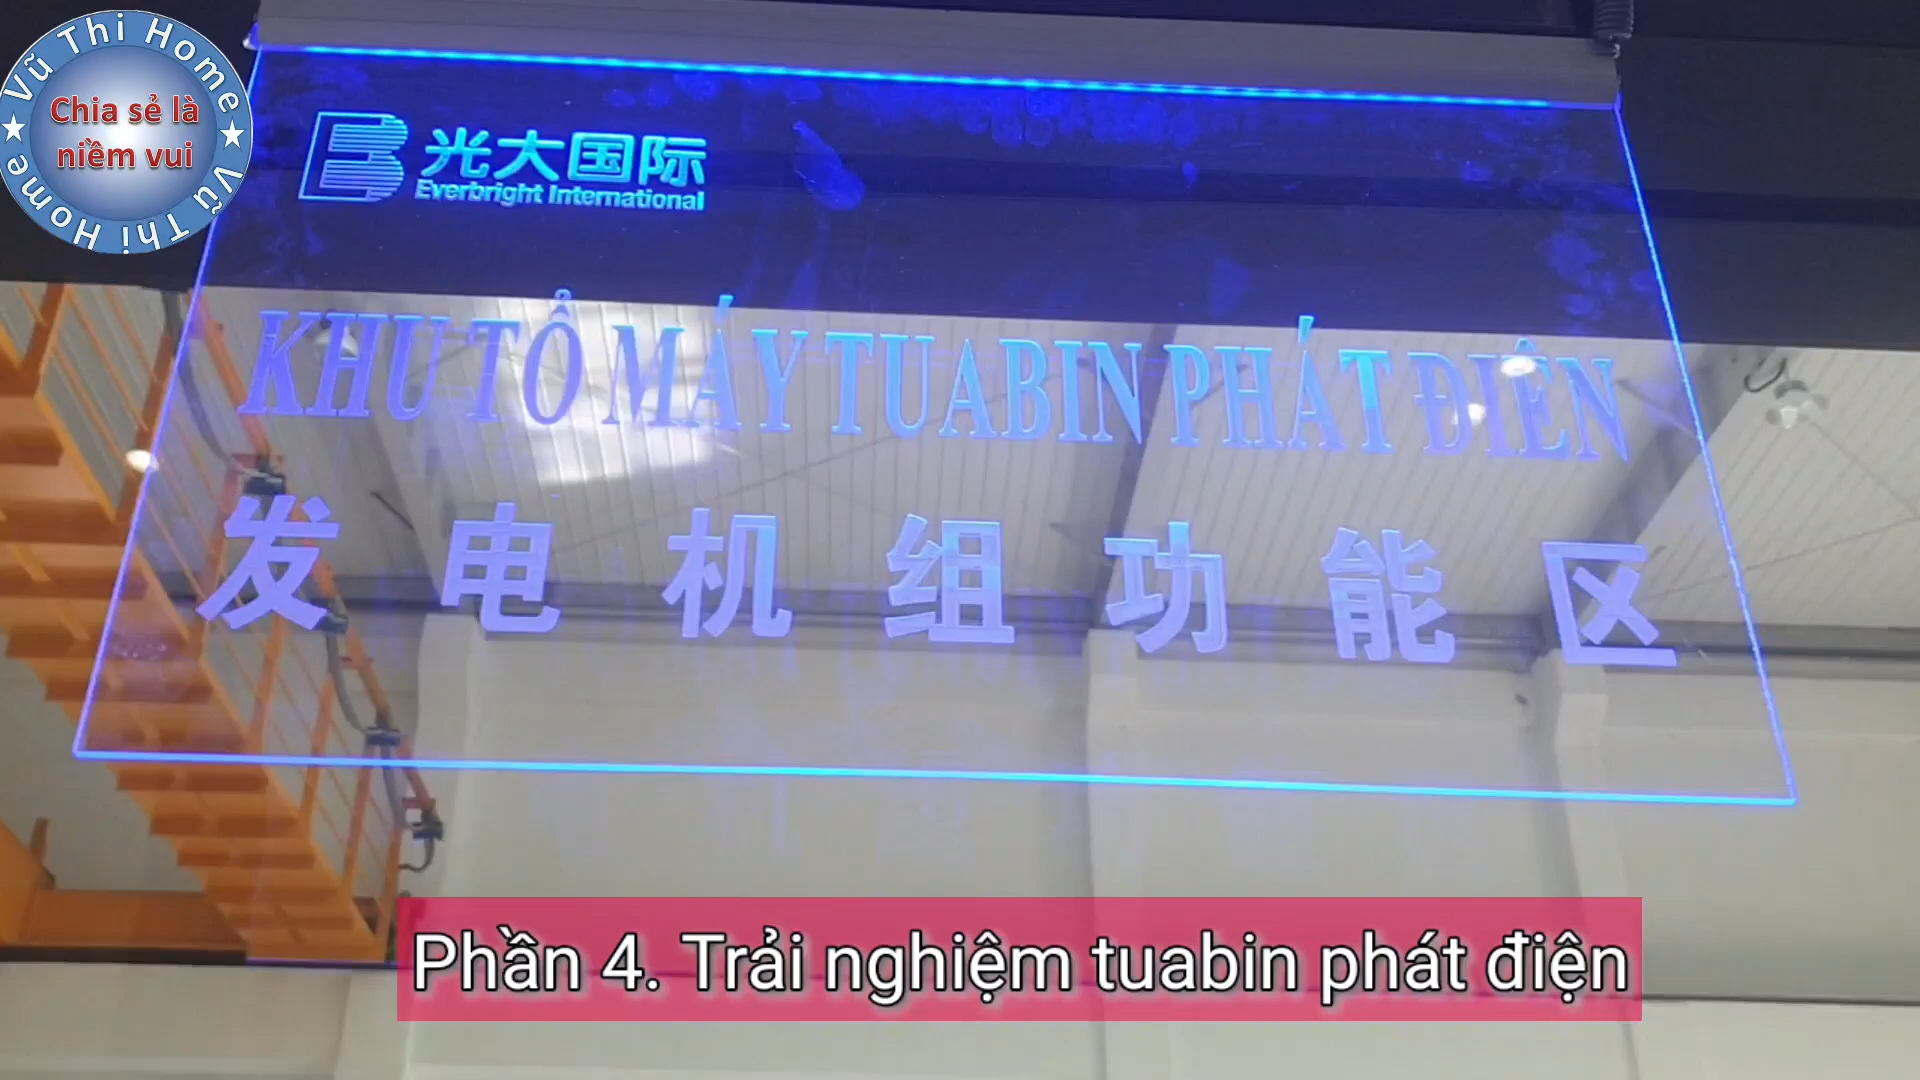 Vũ Thi Home
Chia sẻ là
niềm vui
Vũ Thi Home
光大国际
Everbright International
KHU TỔ MÁY TUABIN PHÁT ĐIỆN
发电机组功能区
Phần 4. Trải nghiệm tuabin phát điện